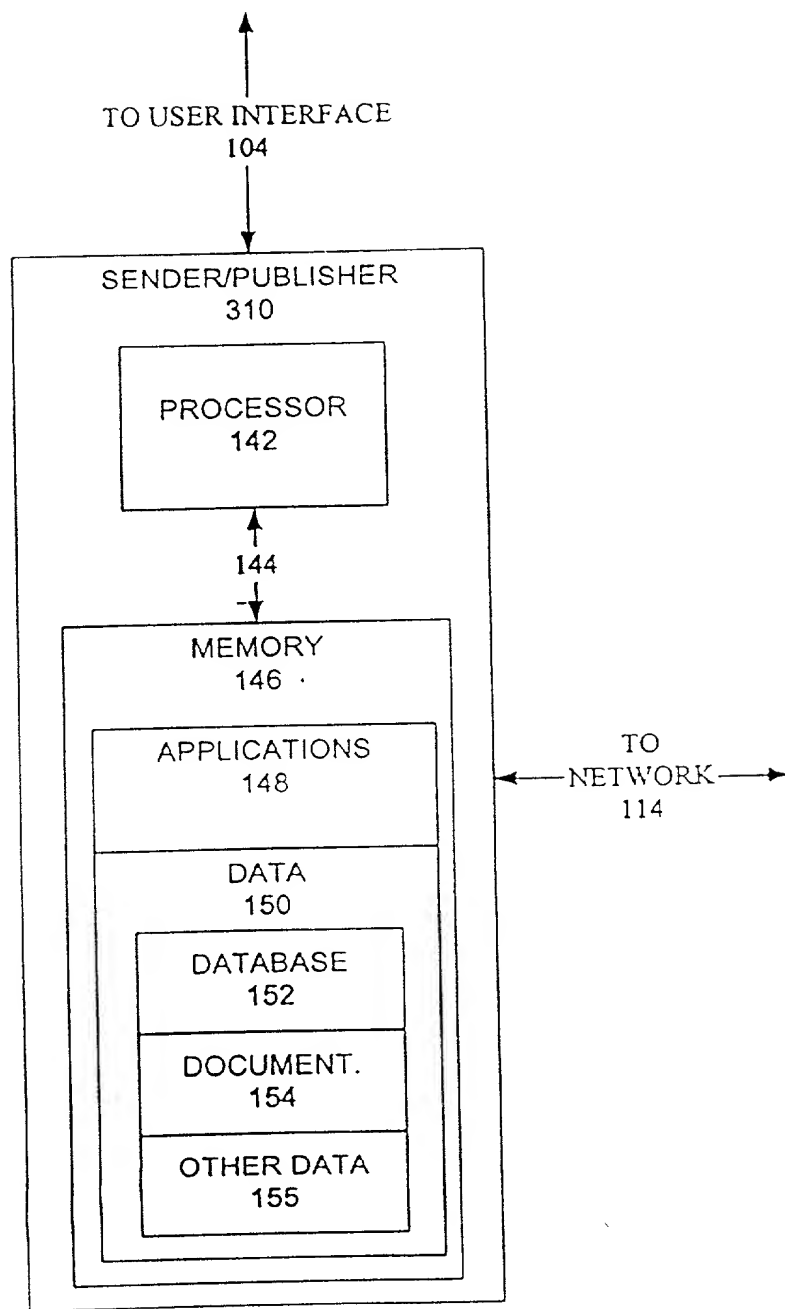 TO USER INTERFACE
104
SENDER/PUBLISHER
310
PROCESSOR
142
144
MEMORY
146
APPLICATIONS
148
DATA
150
DATABASE
152
DOCUMENT.
154
OTHER DATA
155
TO
NETWORK
114